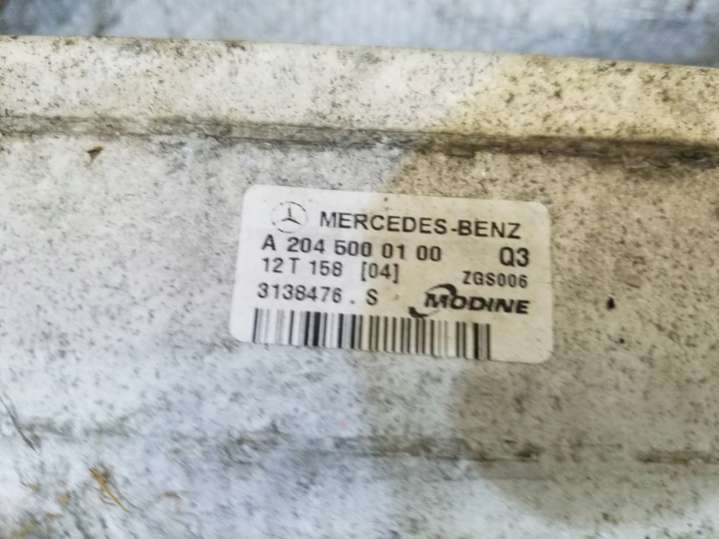 MERCEDES-BENZ
A 204 500 01 00 Q3
12 T 158 [04] ZGS006
3138476 . S MODINE